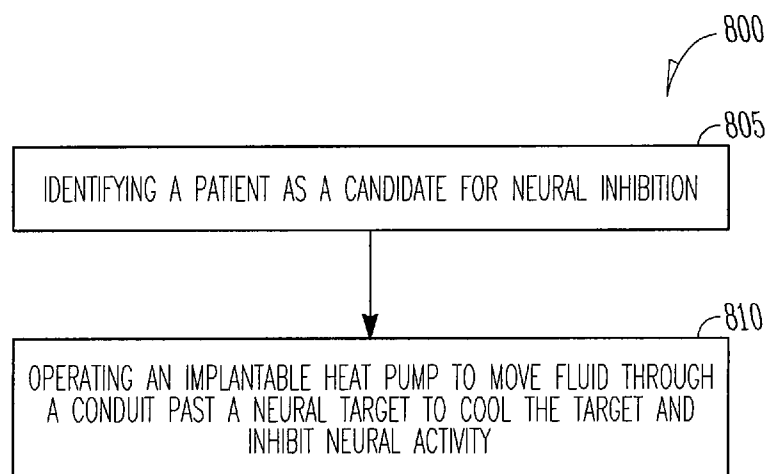 800
805
IDENTIFYING A PATIENT AS A CANDIDATE FOR NEURAL INHIBITION
810
OPERATING AN IMPLANTABLE HEAT PUMP TO MOVE FLUID THROUGH
A CONDUIT PAST A NEURAL TARGET TO COOL THE TARGET AND
INHIBIT NEURAL ACTIVITY